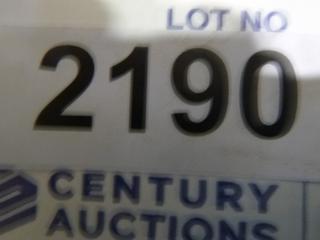 LOT NO
2190
CENTURY
AUCTIONS